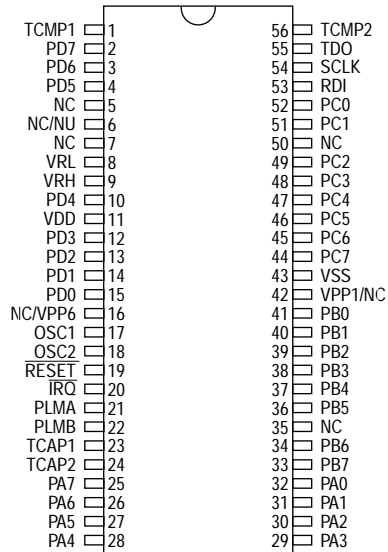 TCMP1 1 56 TCMP2
PD7 2 55 TDO
PD6 3 54 SCLK
PD5 4 53 RDI
NC 5 52 PC0
NC/NU 6 51 PC1
NC 7 50 NC
VRL 8 49 PC2
VRH 9 48 PC3
PD4 10 47 PC4
VDD 11 46 PC5
PD3 12 45 PC6
PD2 13 44 PC7
PD1 14 43 VSS
PD0 15 42 VPP1/NC
NC/VPP6 16 41 PB0
OSC1 17 40 PB1
OSC2 18 39 PB2
RESET 19 38 PB3
IRQ 20 37 PB4
PLMA 21 36 PB5
PLMB 22 35 NC
TCAP1 23 34 PB6
TCAP2 24 33 PB7
PA7 25 32 PA0
PA6 26 31 PA1
PA5 27 30 PA2
PA4 28 29 PA3